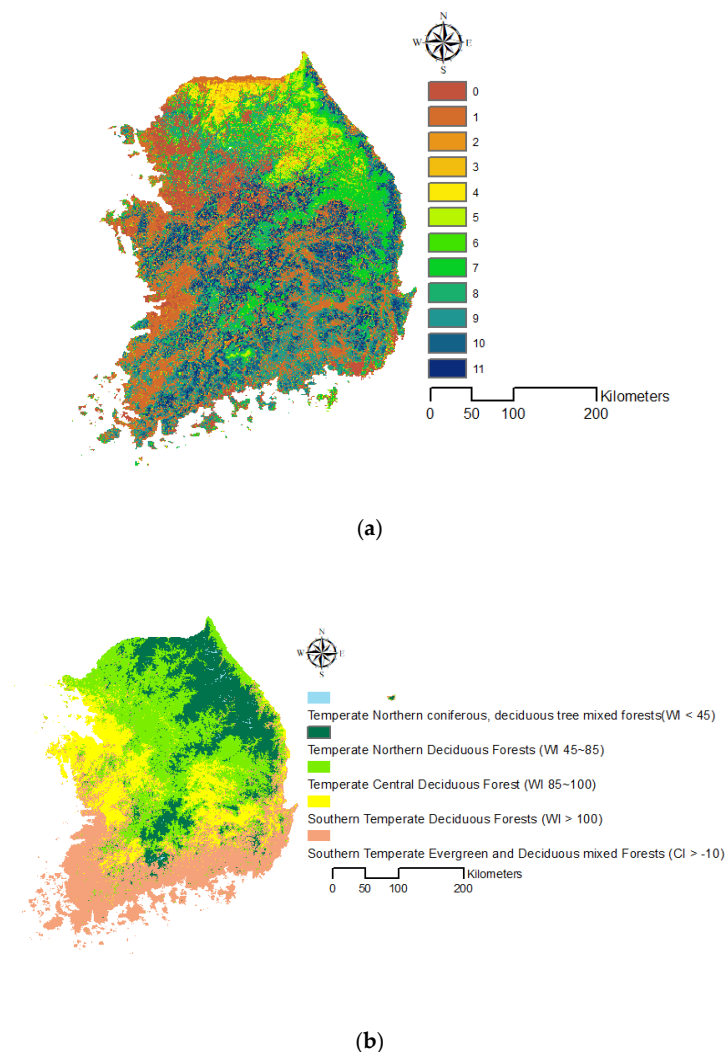 N
W E
S
0
1
2
3
4
5
6
7
8
9
10
11
Kilometers
0 50 100 200
(a)
N
W E
S
Temperate Northern coniferous, deciduous tree mixed forests(WI < 45)
Temperate Northern Deciduous Forests (WI 45~85)
Temperate Central Deciduous Forest (WI 85~100)
Southern Temperate Deciduous Forests (WI > 100)
Southern Temperate Evergreen and Deciduous mixed Forests (CI > -10)
Kilometers
0 50 100 200
(b)